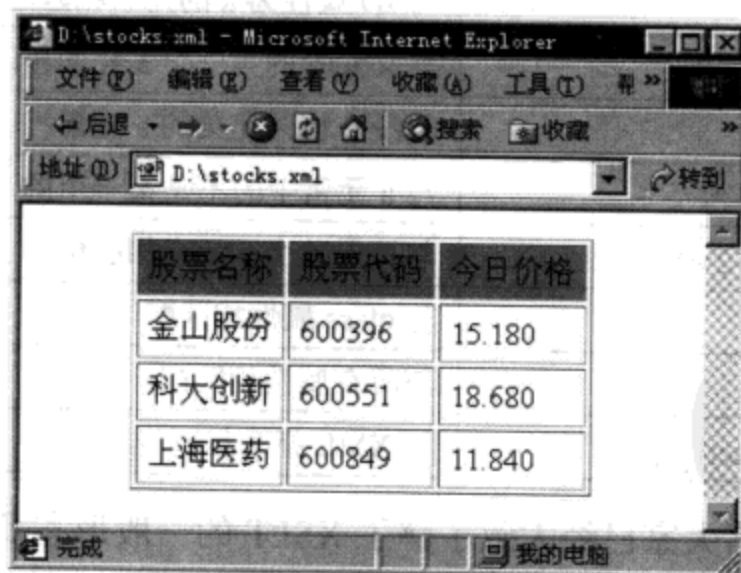 D:\stocks.xml - Microsoft Internet Explorer
文件(F) 编辑(E) 查看(V) 收藏(A) 工具(T) 帮 »
后退 搜索 收藏 »
地址(D) D:\stocks.xml 转到
股票名称 股票代码 今日价格
金山股份 600396 15.180
科大创新 600551 18.680
上海医药 600849 11.840
完成 我的电脑